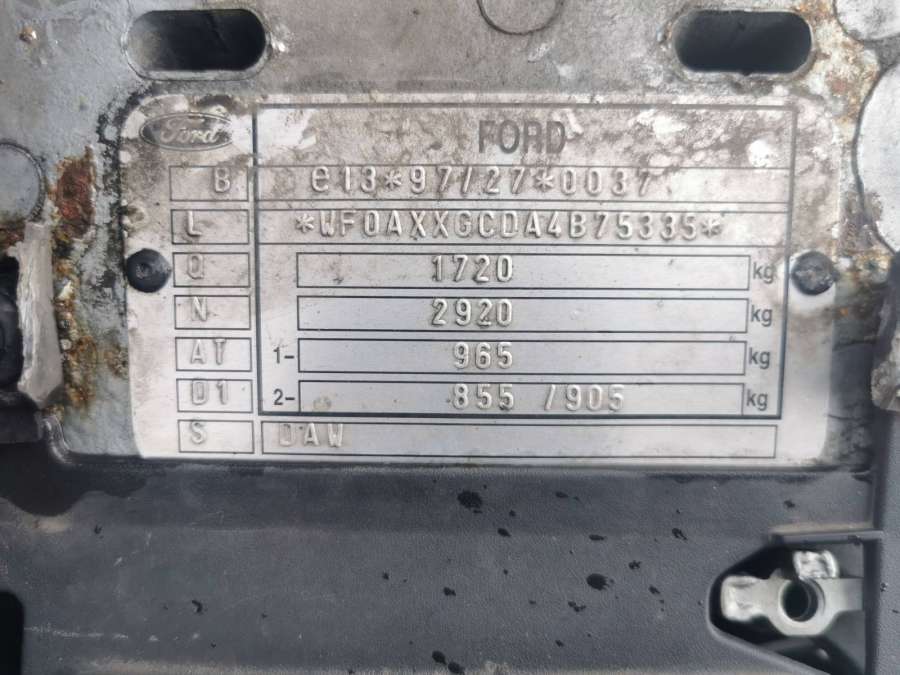 Ford FORD
B e13*97/27*0037
L *WF0AXXGCDA4B75335*
Q 1720 kg
N 2920 kg
AT 1- 965 kg
01 2- 855 /905 kg
S DAW